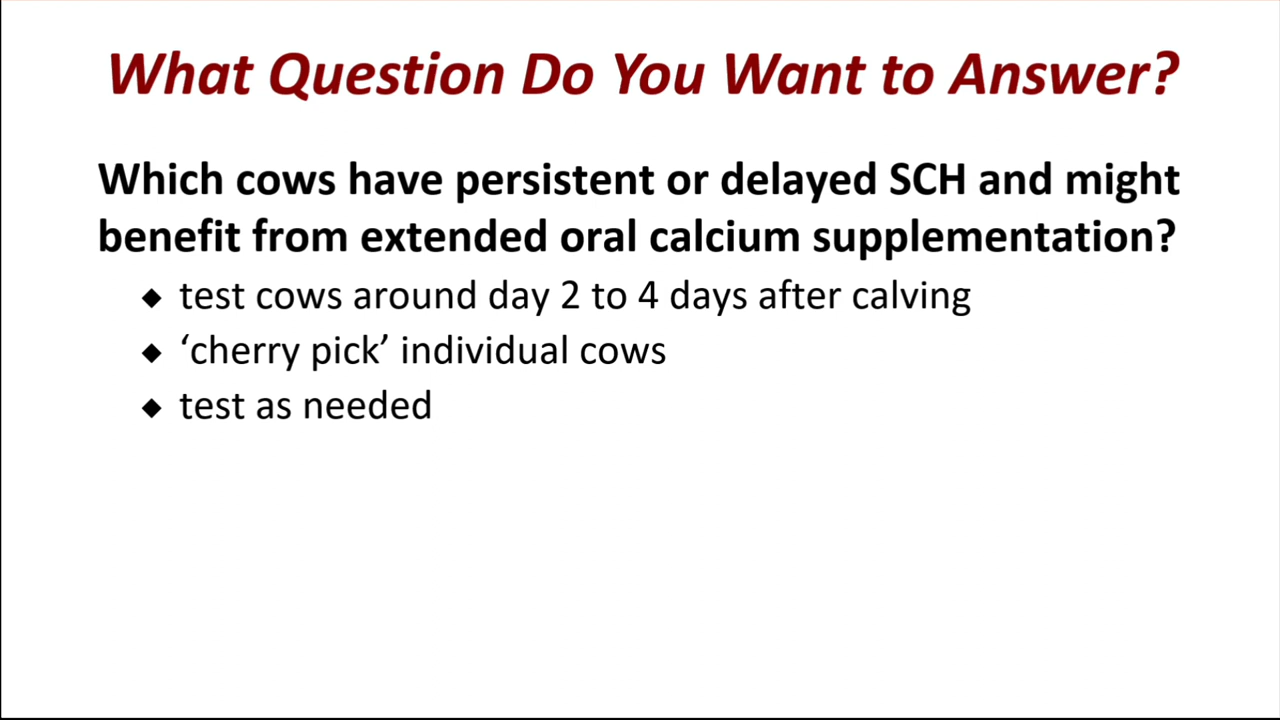 What Question Do You Want to Answer?
Which cows have persistent or delayed SCH and might
benefit from extended oral calcium supplementation?
◆ test cows around day 2 to 4 days after calving
◆ ‘cherry pick’ individual cows
◆ test as needed